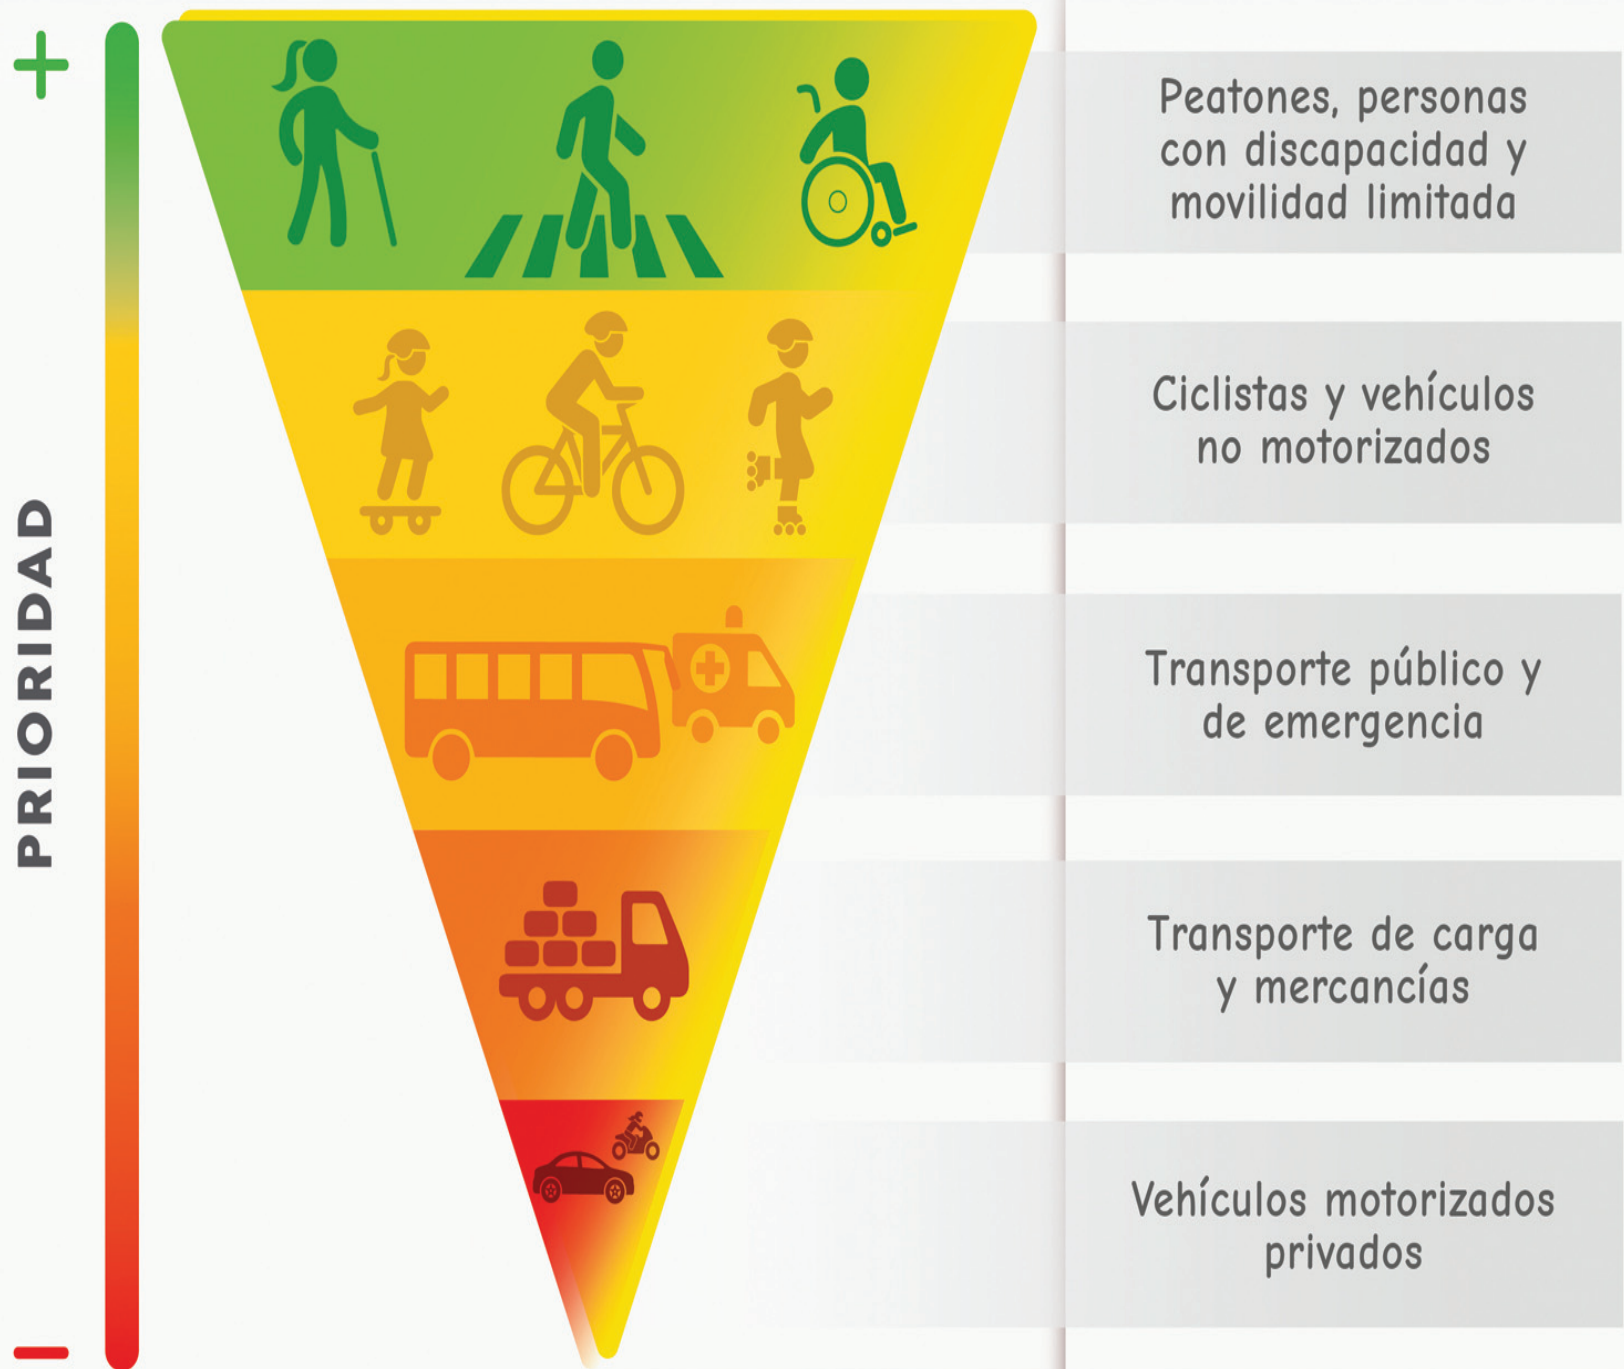 +
PRIORIDAD
–
Peatones, personas
con discapacidad y
movilidad limitada
Ciclistas y vehículos
no motorizados
Transporte público y
de emergencia
Transporte de carga
y mercancías
Vehículos motorizados
privados